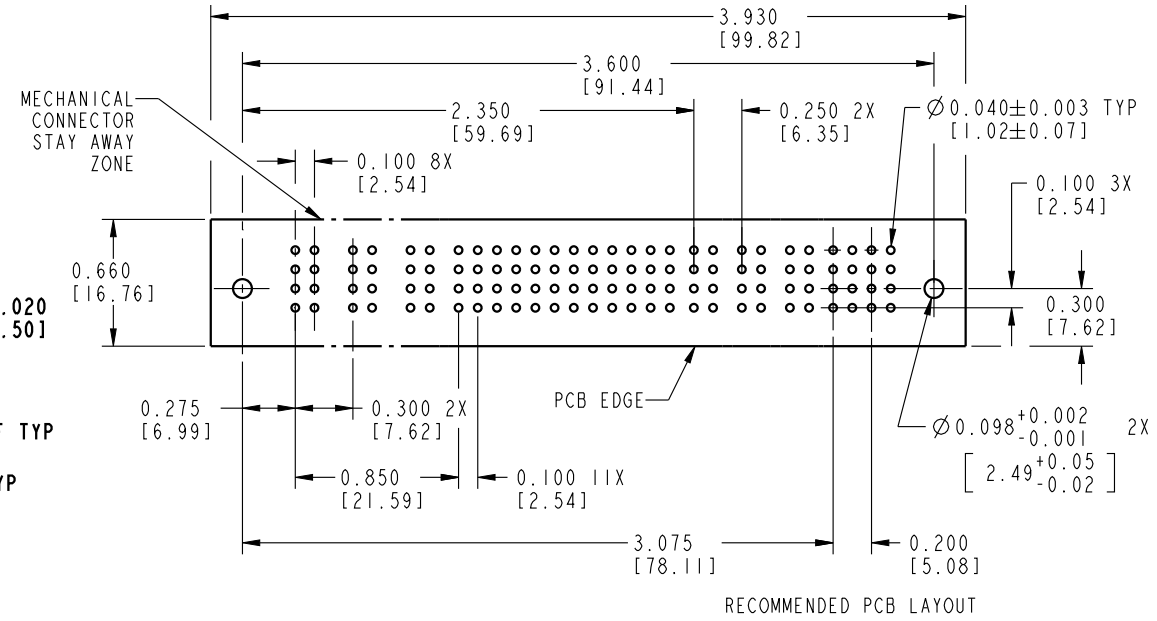 3.930
[99.82]
3.600
[91.44]
MECHANICAL
CONNECTOR
STAY AWAY
ZONE
2.350
[59.69]
0.250 2X
[6.35]
Ø0.040±0.003 TYP
[1.02±0.07]
0.100 8X
[2.54]
0.100 3X
[2.54]
0.660
[16.76]
.020
.50]
0.300
[7.62]
0.275
[6.99]
0.300 2X
[7.62]
PCB EDGE
TYP
Ø0.098+0.002
-0.001 2X
[2.49+0.05
-0.02]
YP
0.850
[21.59]
0.100 11X
[2.54]
3.075
[78.11]
0.200
[5.08]
RECOMMENDED PCB LAYOUT